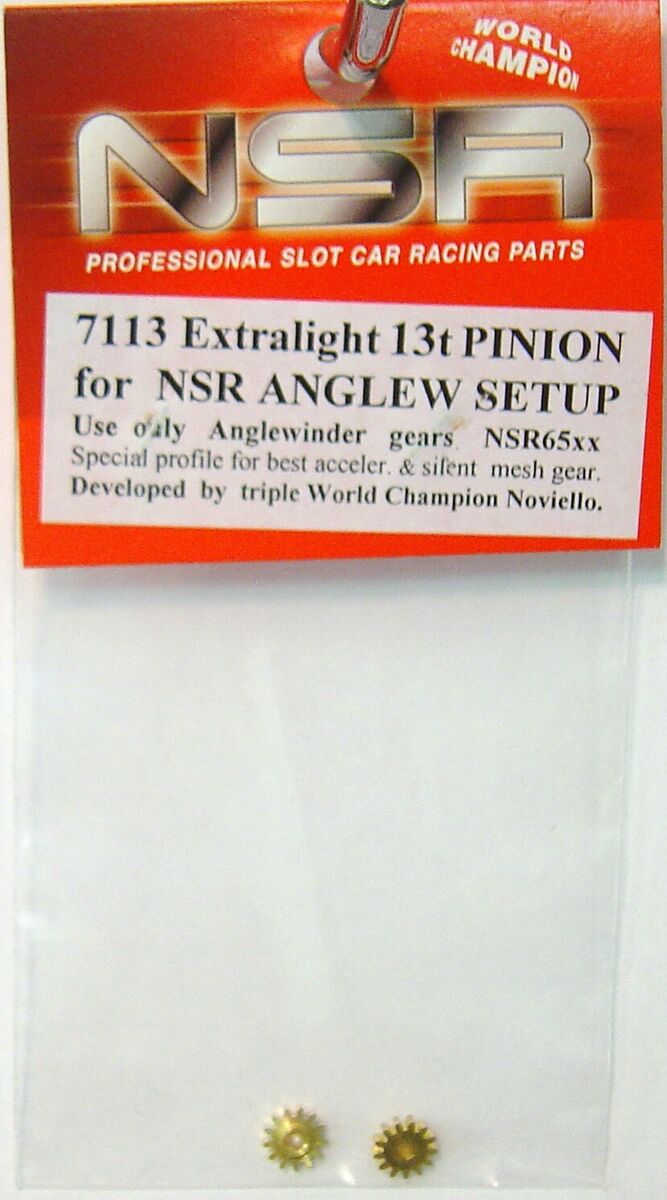 WORLD
CHAMPION
NSR
PROFESSIONAL SLOT CAR RACING PARTS
7113 Extralight 13t PINION
for NSR ANGLEW SETUP
Use only Anglewinder gears NSR65xx
Special profile for best acceler. & silent mesh gear.
Developed by triple World Champion Noviello.